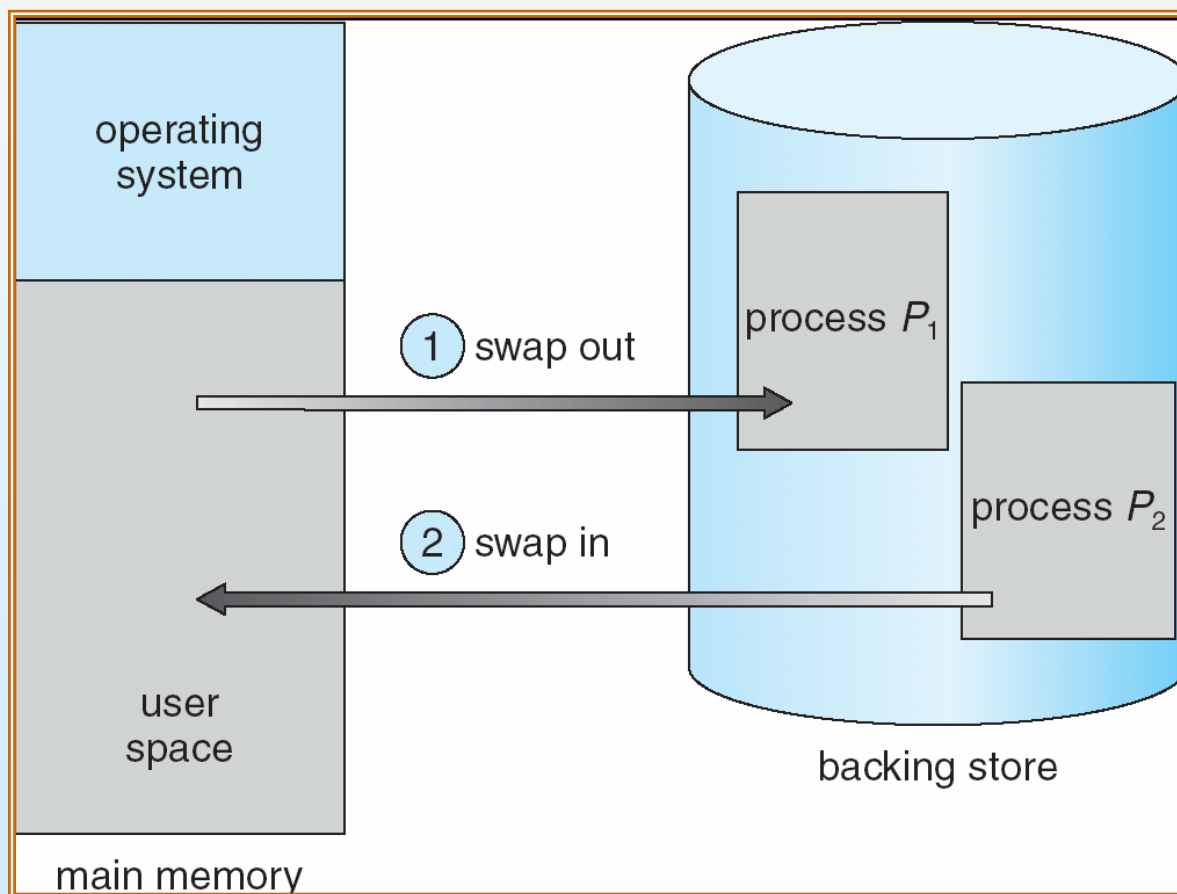 operating
system
process P₁
1 swap out
process P₂
2 swap in
user
space
backing store
main memory